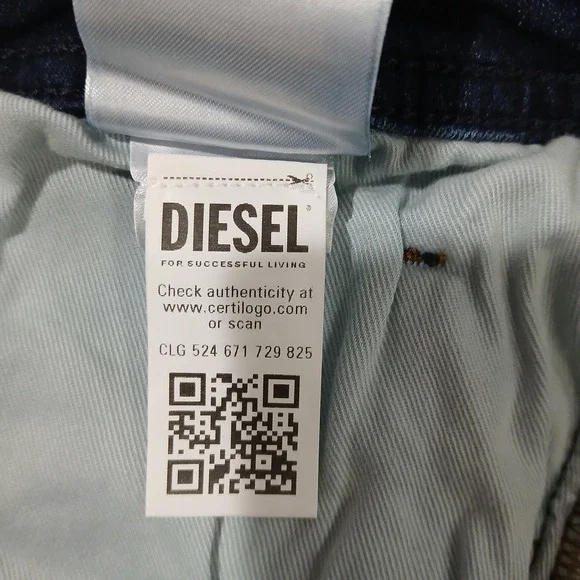 DIESEL
FOR SUCCESSFUL LIVING
Check authenticity at
www.certilogo.com
or scan
CLG 524 671 729 825